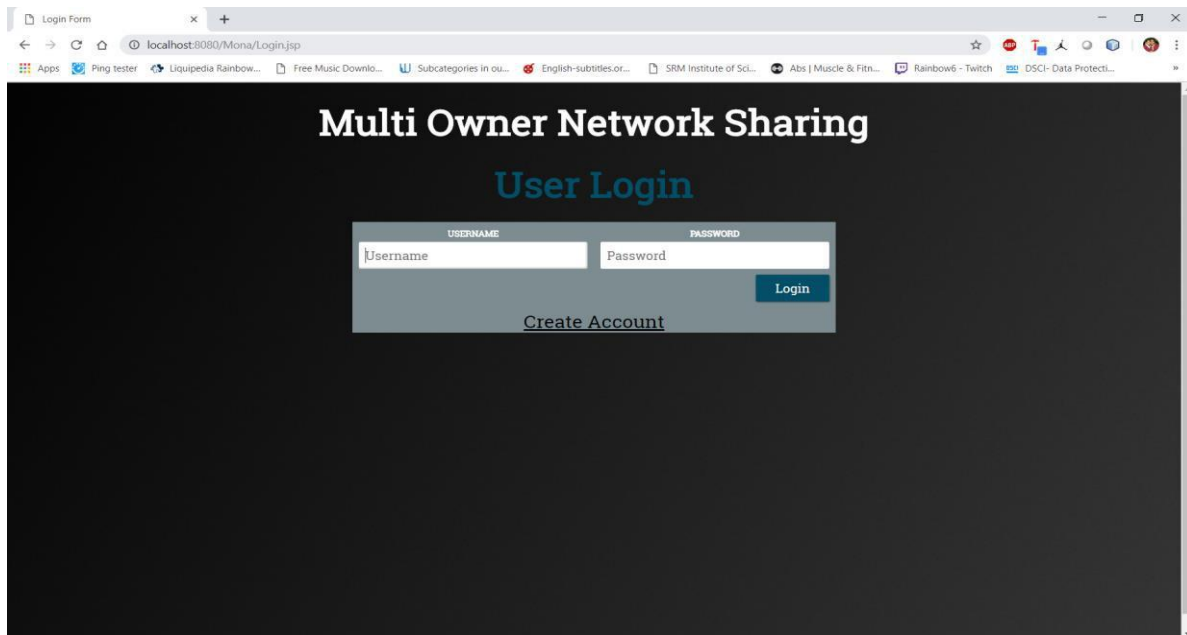 Login Form
localhost:8080/Mona/Login.jsp
Apps Ping tester Liquipedia Rainbow... Free Music Downlo... Subcategories in ou... English-subtitles.or... SRM Institute of Sci... Abs | Muscle & Fitn... Rainbow6 - Twitch DSCI- Data Protecti... »
Multi Owner Network Sharing
User Login
USERNAME PASSWORD
Username Password
Login
Create Account